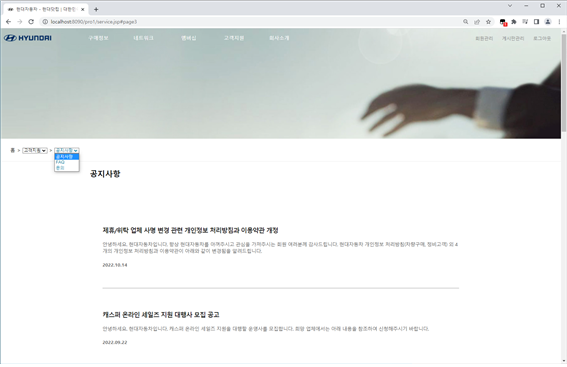 현대자동차 - 현대닷컴 | 대한민
localhost:8090/pro1/service.jsp#page3
HYUNDAI
구매정보 네트워크 멤버쉽 고객지원 회사소개
회원관리 게시판관리 로그아웃
홈 > 고객지원 > 공지사항
공지사항
FAQ
문의
공지사항
제휴/위탁 업체 사명 변경 관련 개인정보 처리방침과 이용약관 개정
안녕하세요, 현대자동차입니다. 항상 현대자동차를 아껴주시고 관심을 가져주시는 회원 여러분께 감사드립니다. 현대자동차 개인정보 처리방침(차량구매, 정비고객) 외 4
개의 개인정보 처리방침과 이용약관이 아래와 같이 변경됨을 알려드립니다.
2022.10.14
캐스퍼 온라인 세일즈 지원 대행사 모집 공고
안녕하세요, 현대자동차입니다. 캐스퍼 온라인 세일즈 지원을 대행할 운영사를 모집합니다. 희망 업체에서는 아래 내용을 참조하여 신청해주시기 바랍니다.
2022.09.22